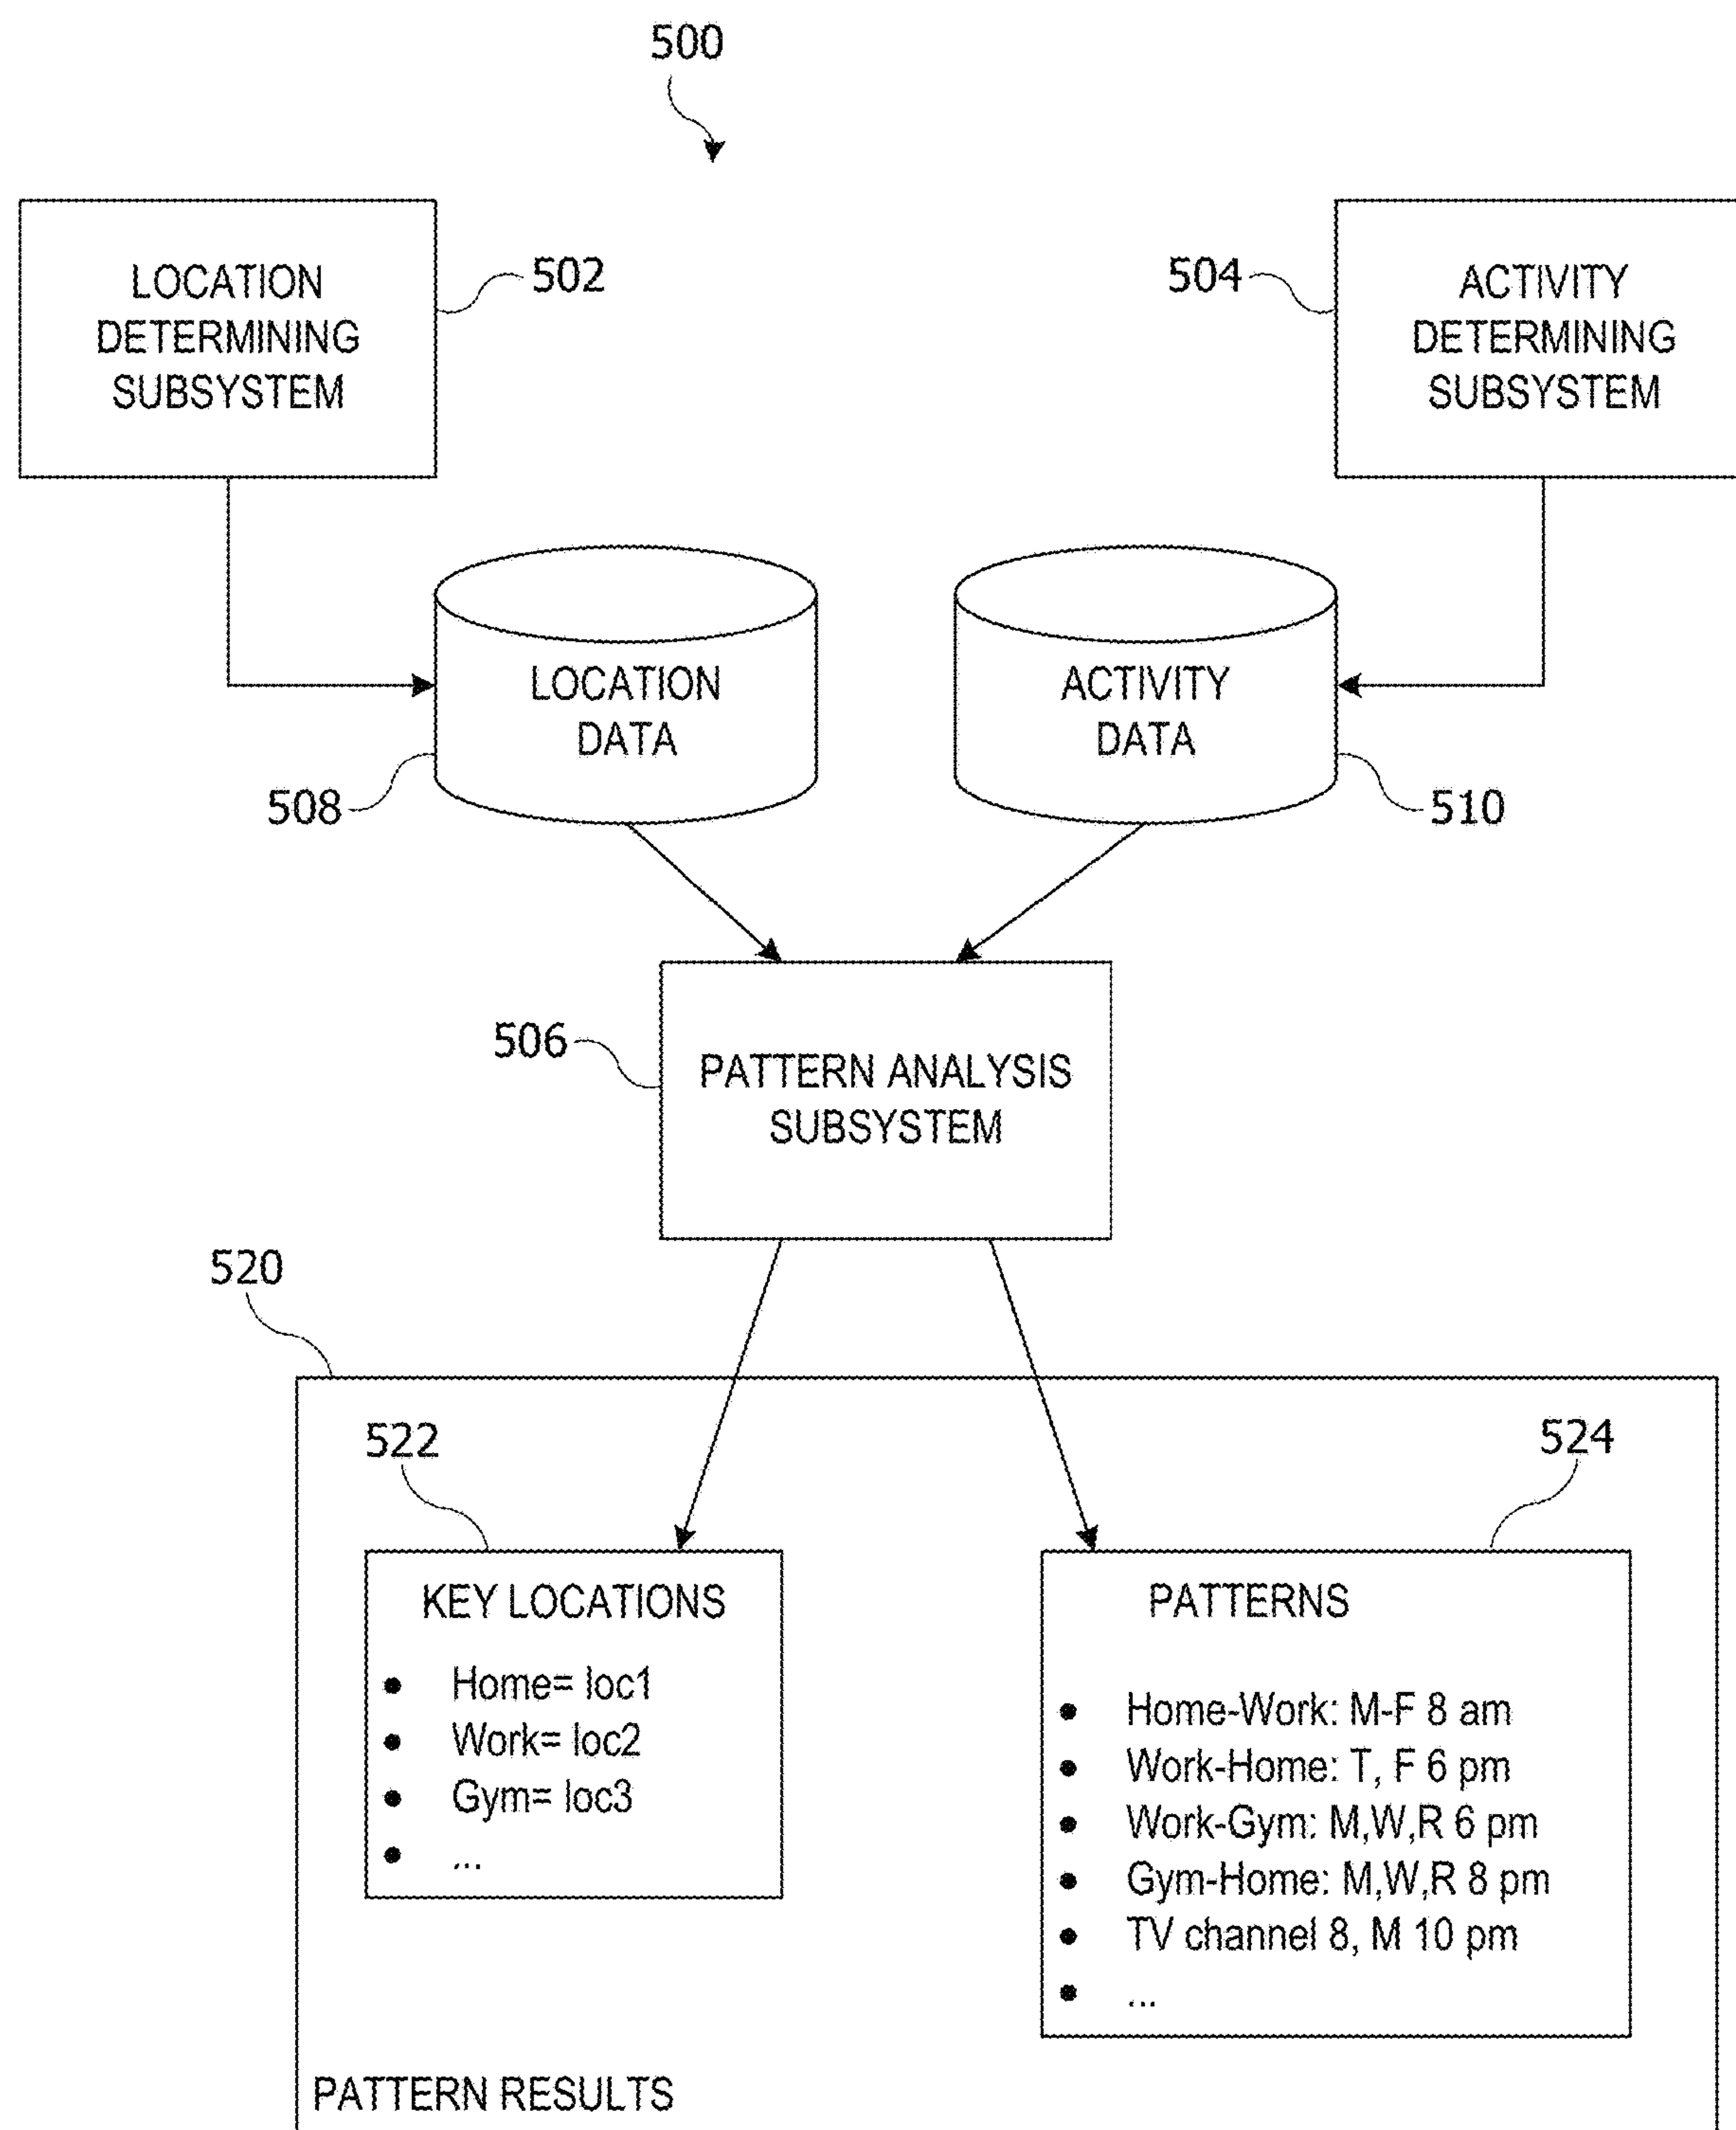 500
LOCATION
DETERMINING
SUBSYSTEM
502
504
ACTIVITY
DETERMINING
SUBSYSTEM
LOCATION
DATA
508
ACTIVITY
DATA
510
506
PATTERN ANALYSIS
SUBSYSTEM
520
522
KEY LOCATIONS
• Home= loc1
• Work= loc2
• Gym= loc3
• ...
524
PATTERNS
• Home-Work: M-F 8 am
• Work-Home: T, F 6 pm
• Work-Gym: M,W,R 6 pm
• Gym-Home: M,W,R 8 pm
• TV channel 8, M 10 pm
• ...
PATTERN RESULTS